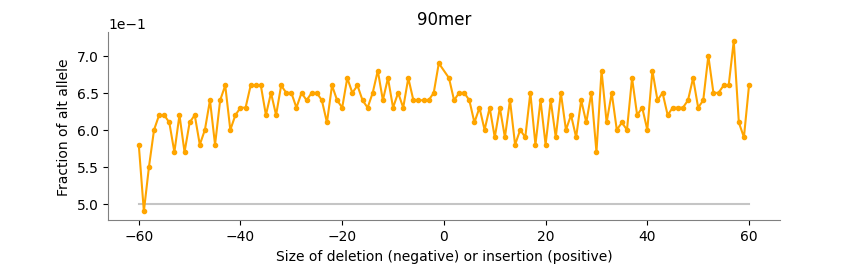 90mer
1e−1
7.0
6.5
6.0
5.5
5.0
Fraction of alt allele
−60 −40 −20 0 20 40 60
Size of deletion (negative) or insertion (positive)